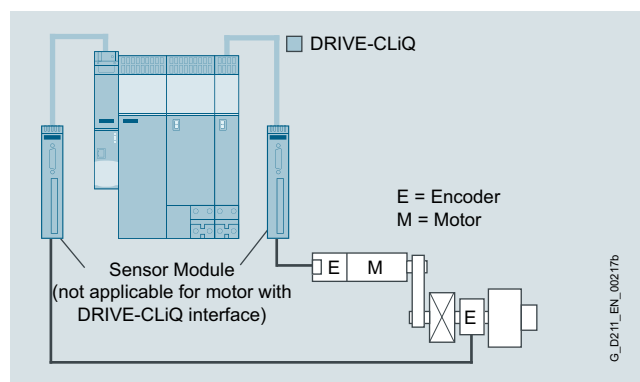 DRIVE-CLiQ
E = Encoder
M = Motor
Sensor Module
(not applicable for motor with
DRIVE-CLiQ interface)
E M
E
G_D211_EN_00217b